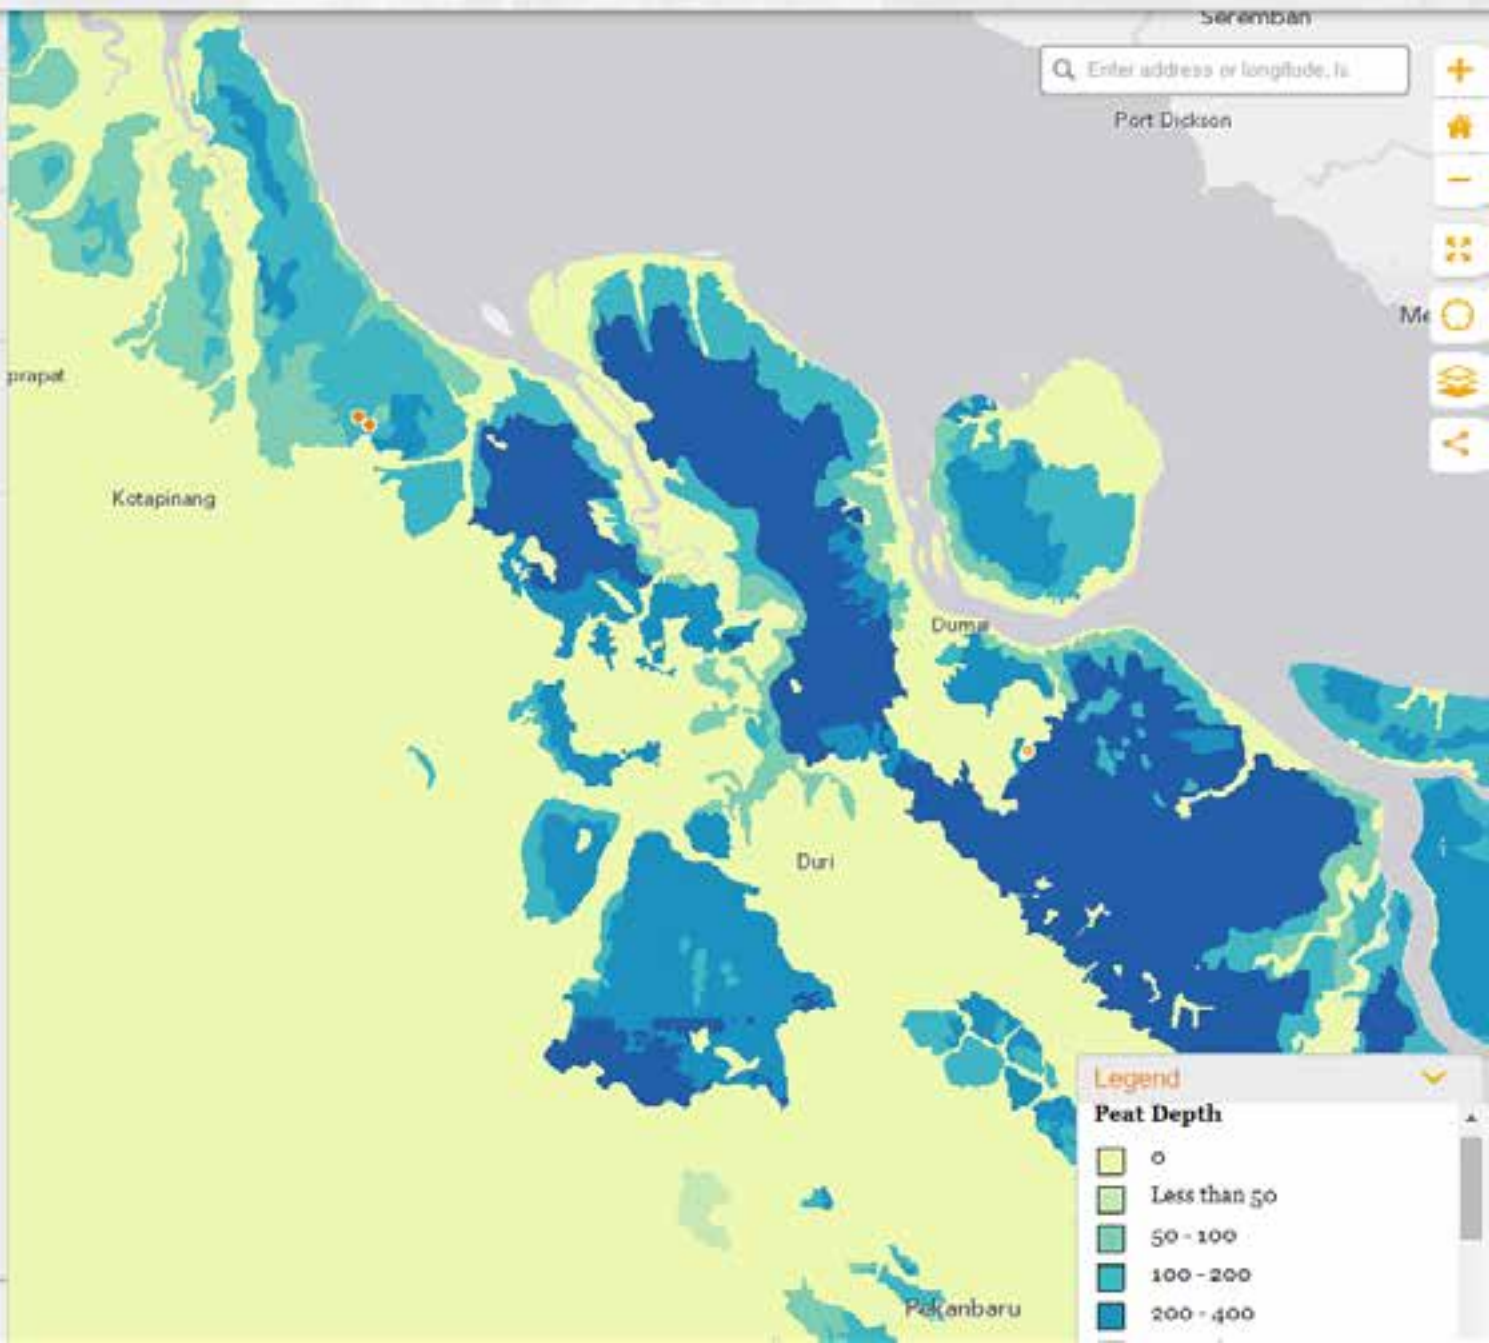 Seremban
Enter address or longitude, la
Port Dickson
Me
prapat
Kotapinang
Dumai
Duri
Pekanbaru
Legend
Peat Depth
0
Less than 50
50 - 100
100 - 200
200 - 400